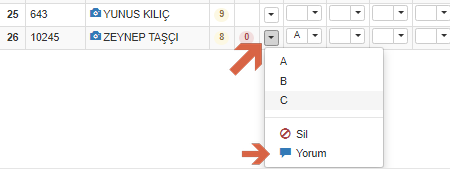 25 643 YUNUS KILIÇ 9
26 10245 ZEYNEP TAŞÇI 8 0 A
A
B
C
Sil
Yorum